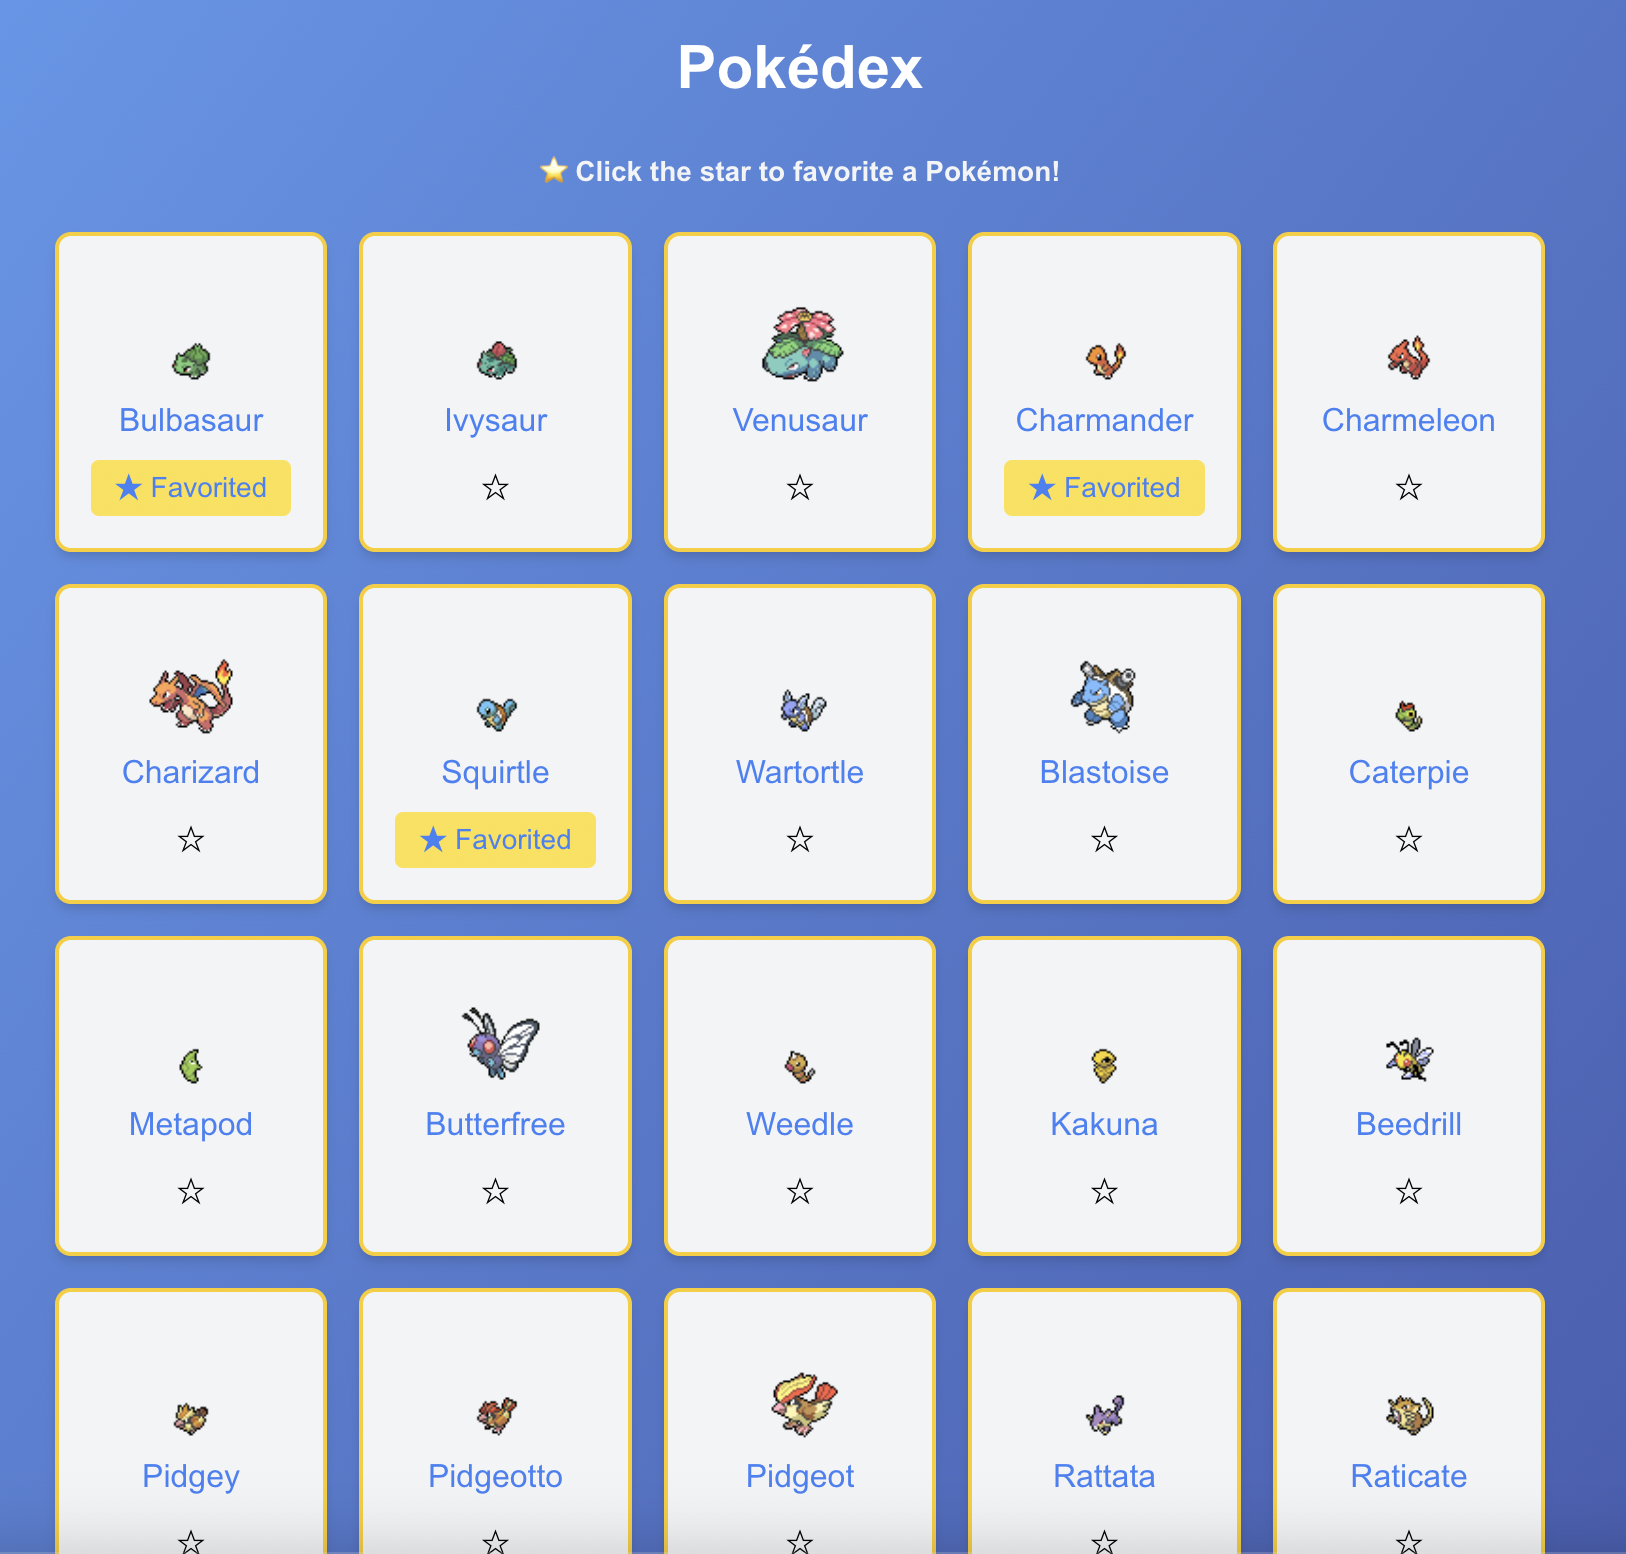 Pokédex
⭐ Click the star to favorite a Pokémon!
Bulbasaur Ivysaur Venusaur Charmander Charmeleon
★ Favorited ☆ ☆ ★ Favorited ☆
Charizard Squirtle Wartortle Blastoise Caterpie
☆ ★ Favorited ☆ ☆ ☆
Metapod Butterfree Weedle Kakuna Beedrill
☆ ☆ ☆ ☆ ☆
Pidgey Pidgeotto Pidgeot Rattata Raticate
☆ ☆ ☆ ☆ ☆